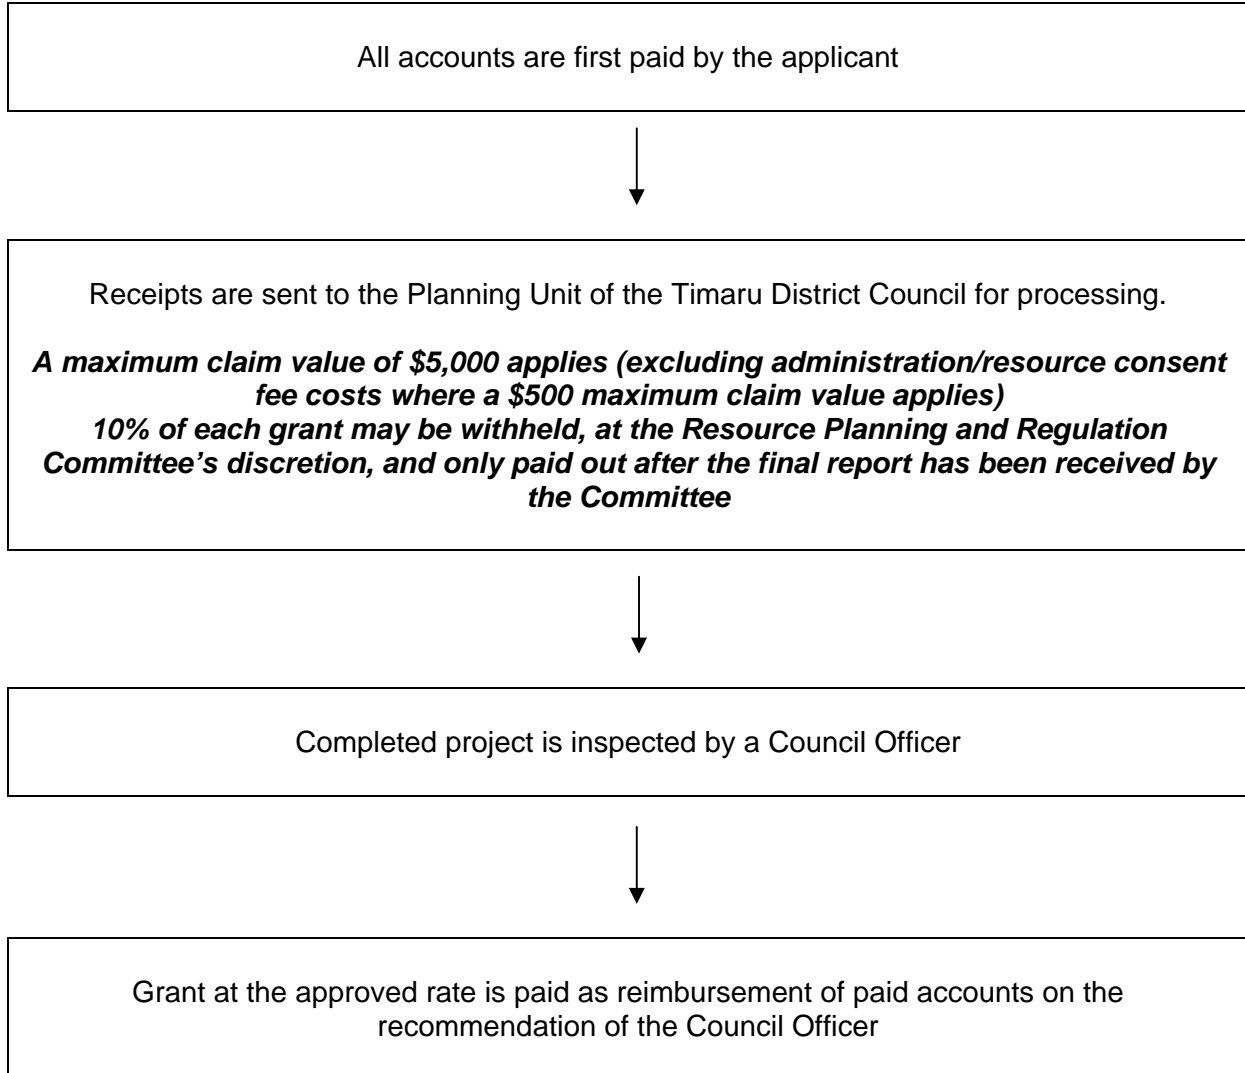 All accounts are first paid by the applicant
Receipts are sent to the Planning Unit of the Timaru District Council for processing.
A maximum claim value of $5,000 applies (excluding administration/resource consent
fee costs where a $500 maximum claim value applies)
10% of each grant may be withheld, at the Resource Planning and Regulation
Committee’s discretion, and only paid out after the final report has been received by
the Committee
Completed project is inspected by a Council Officer
Grant at the approved rate is paid as reimbursement of paid accounts on the
recommendation of the Council Officer